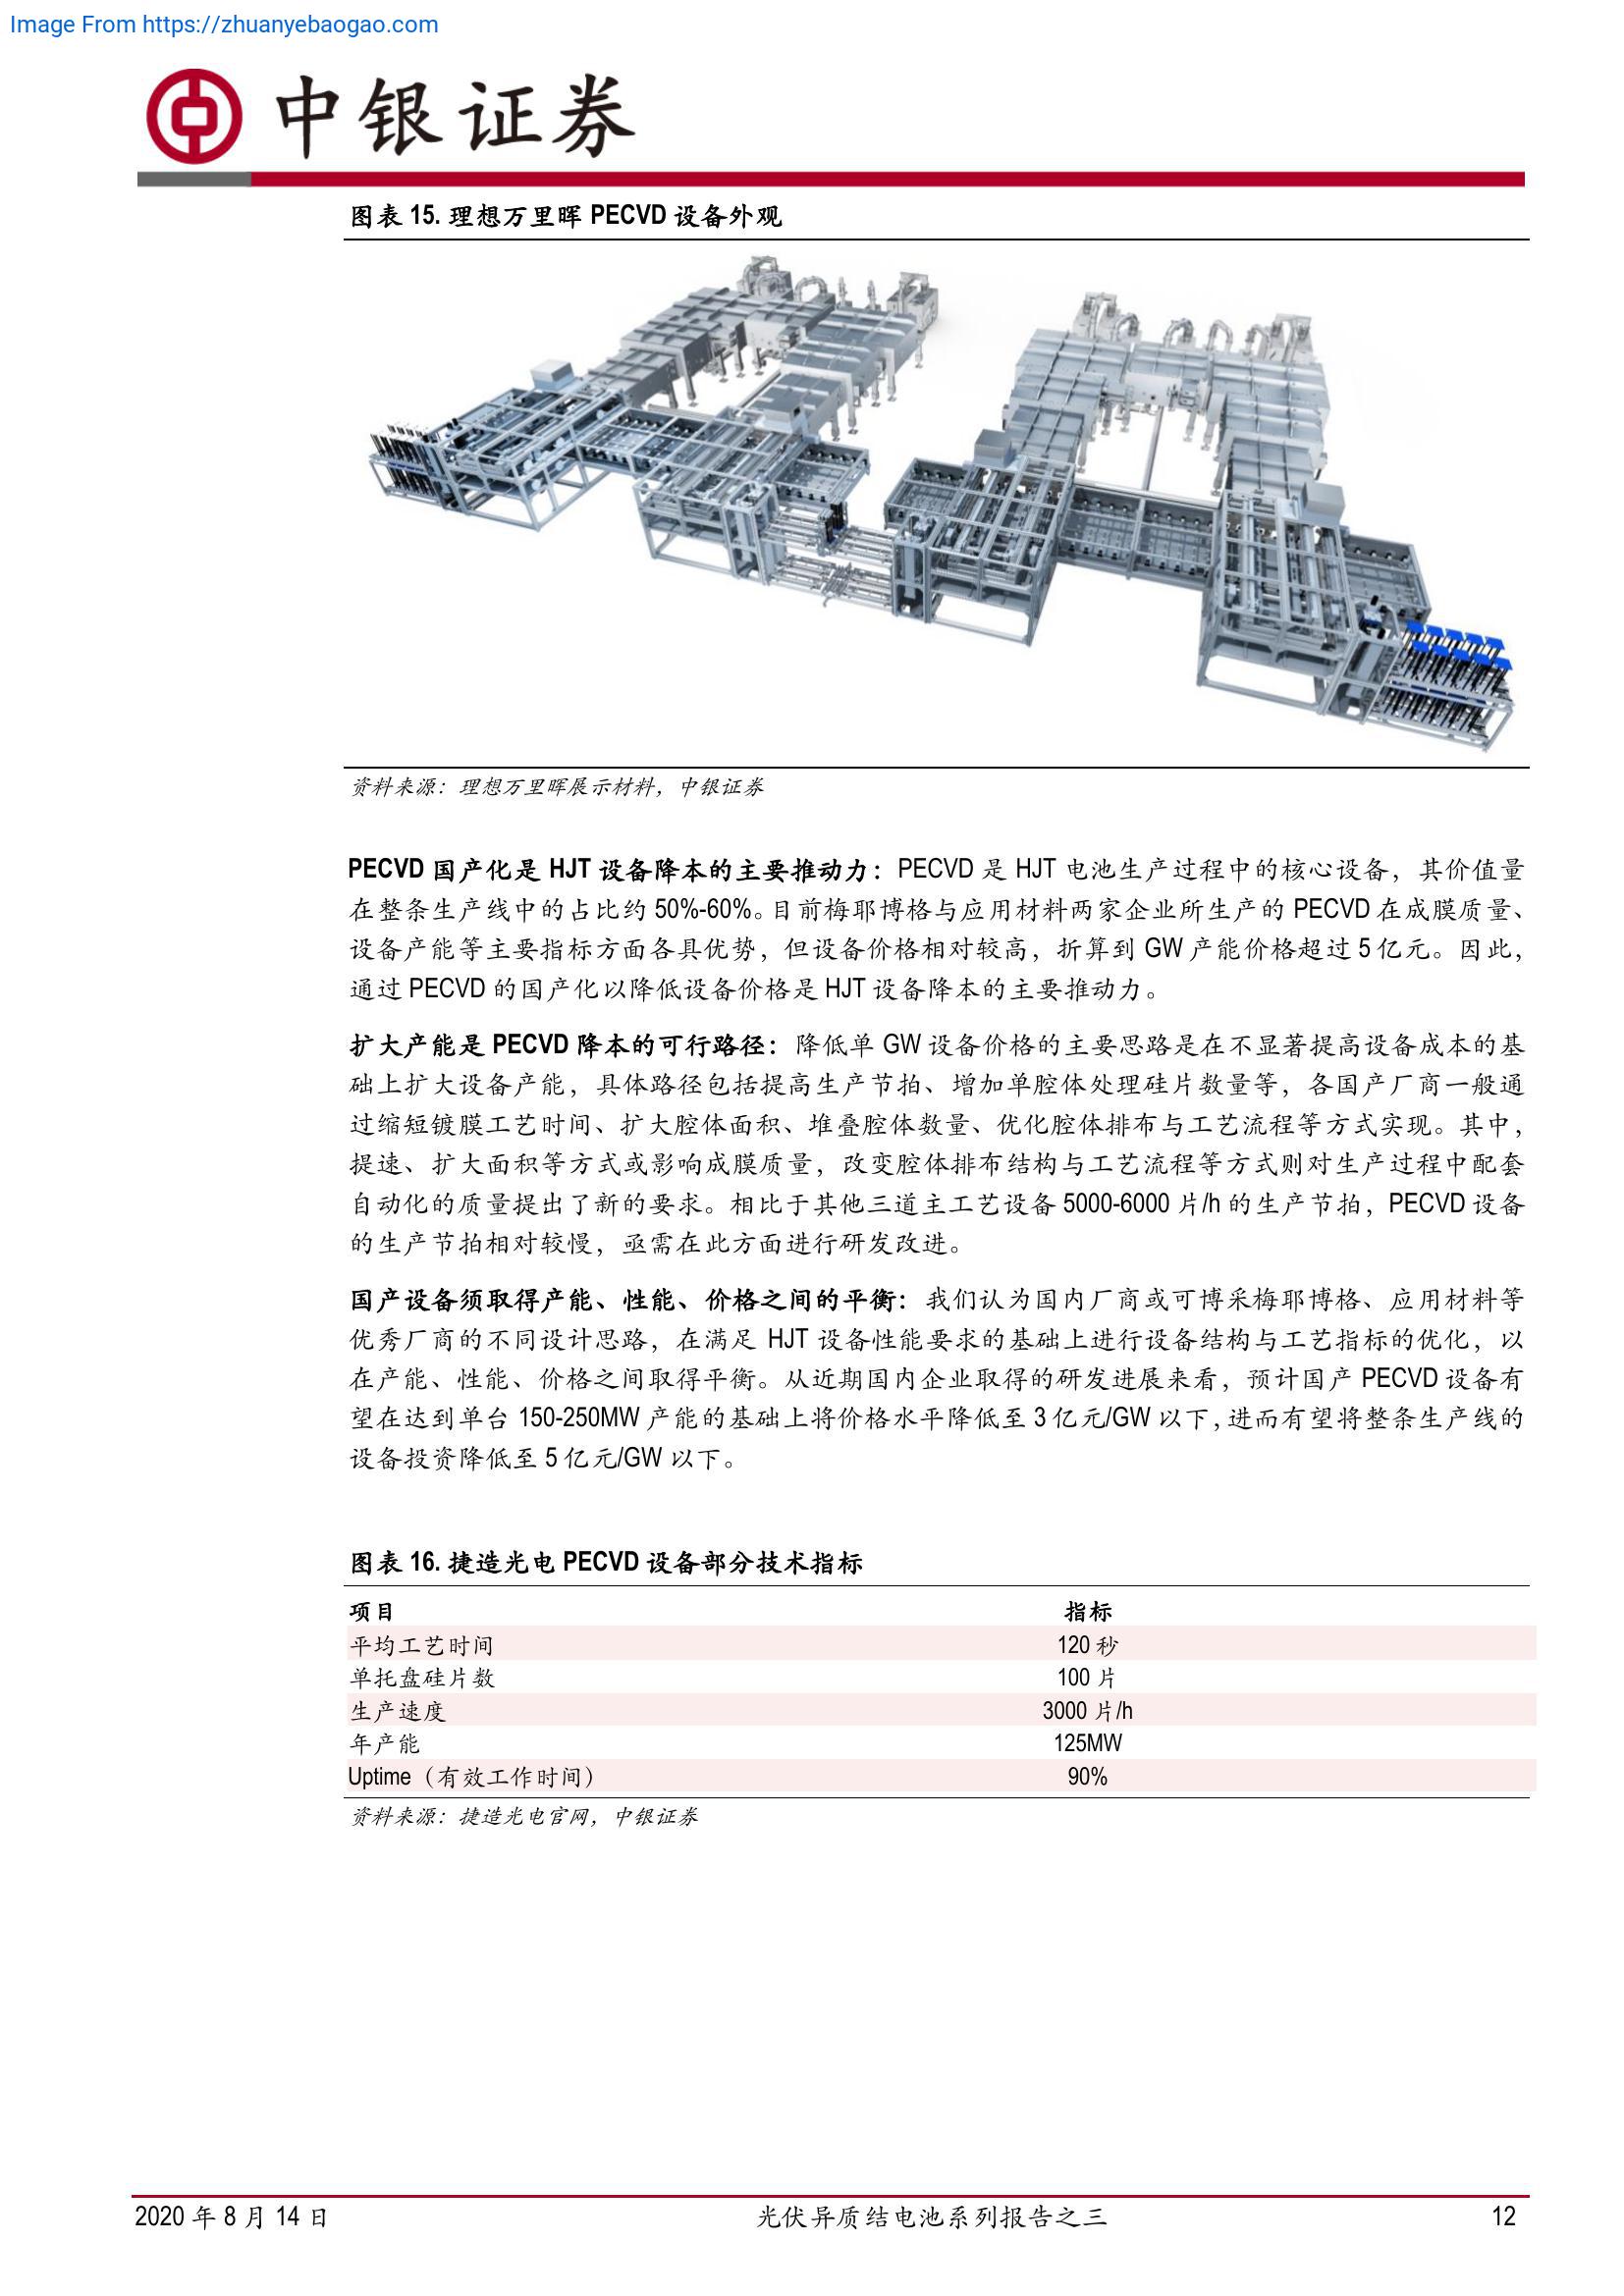 Image From https://zhuanyebaogao.com
中银证券
图表 15. 理想万里晖 PECVD 设备外观
资料来源：理想万里晖展示材料，中银证券
PECVD 国产化是 HJT 设备降本的主要推动力：PECVD 是 HJT 电池生产过程中的核心设备，其价值量
在整条生产线中的占比约 50%-60%。目前梅耶博格与应用材料两家企业所生产的 PECVD 在成膜质量、
设备产能等主要指标方面各具优势，但设备价格相对较高，折算到 GW 产能价格超过 5 亿元。因此，
通过 PECVD 的国产化以降低设备价格是 HJT 设备降本的主要推动力。
扩大产能是 PECVD 降本的可行路径：降低单 GW 设备价格的主要思路是在不显著提高设备成本的基
础上扩大设备产能，具体路径包括提高生产节拍、增加单腔体处理硅片数量等，各国产厂商一般通
过缩短镀膜工艺时间、扩大腔体面积、堆叠腔体数量、优化腔体排布与工艺流程等方式实现。其中，
提速、扩大面积等方式或影响成膜质量，改变腔体排布结构与工艺流程等方式则对生产过程中配套
自动化的质量提出了新的要求。相比于其他三道主工艺设备 5000-6000 片/h 的生产节拍，PECVD 设备
的生产节拍相对较慢，亟需在此方面进行研发改进。
国产设备须取得产能、性能、价格之间的平衡：我们认为国内厂商或可博采梅耶博格、应用材料等
优秀厂商的不同设计思路，在满足 HJT 设备性能要求的基础上进行设备结构与工艺指标的优化，以
在产能、性能、价格之间取得平衡。从近期国内企业取得的研发进展来看，预计国产 PECVD 设备有
望在达到单台 150-250MW 产能的基础上将价格水平降低至 3 亿元/GW 以下，进而有望将整条生产线的
设备投资降低至 5 亿元/GW 以下。
图表 16. 捷造光电 PECVD 设备部分技术指标
项目 指标
平均工艺时间 120 秒
单托盘硅片数 100 片
生产速度 3000 片/h
年产能 125MW
Uptime（有效工作时间） 90%
资料来源：捷造光电官网，中银证券
2020 年 8 月 14 日 光伏异质结电池系列报告之三 12